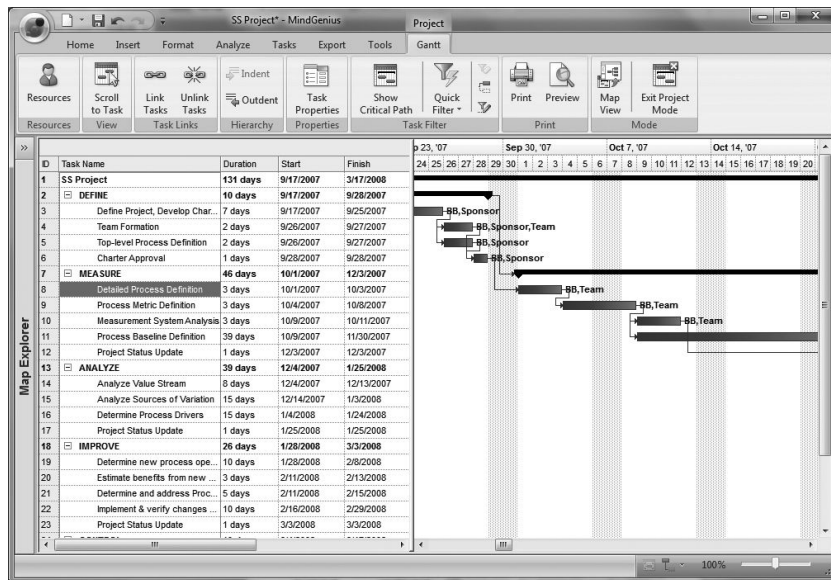 SS Project* - MindGenius
Project
Home Insert Format Analyze Tasks Export Tools Gantt
Resources Scroll to Task Link Tasks Unlink Tasks Indent Outdent Task Properties Show Critical Path Quick Filter Print Preview Map View Exit Project Mode
Resources View Task Links Hierarchy Properties Task Filter Print Mode
Map Explorer
23, '07 Sep 30, '07 Oct 7, '07 Oct 14, '07
ID Task Name Duration Start Finish 24 25 26 27 28 29 30 1 2 3 4 5 6 7 8 9 10 11 12 13 14 15 16 17 18 19 20
1 SS Project 131 days 9/17/2007 3/17/2008
2 DEFINE 10 days 9/17/2007 9/28/2007
3 Define Project, Develop Char... 7 days 9/17/2007 9/25/2007 BB,Sponsor
4 Team Formation 2 days 9/26/2007 9/27/2007 BB,Sponsor,Team
5 Top-level Process Definition 2 days 9/26/2007 9/27/2007 BB,Sponsor
6 Charter Approval 1 days 9/28/2007 9/28/2007 BB,Sponsor
7 MEASURE 46 days 10/1/2007 12/3/2007
8 Detailed Process Definition 3 days 10/1/2007 10/3/2007 BB,Team
9 Process Metric Definition 3 days 10/4/2007 10/8/2007 BB,Team
10 Measurement System Analysis 3 days 10/9/2007 10/11/2007 BB,Team
11 Process Baseline Definition 39 days 10/9/2007 11/30/2007
12 Project Status Update 1 days 12/3/2007 12/3/2007
13 ANALYZE 39 days 12/4/2007 1/25/2008
14 Analyze Value Stream 8 days 12/4/2007 12/13/2007
15 Analyze Sources of Variation 15 days 12/14/2007 1/3/2008
16 Determine Process Drivers 15 days 1/4/2008 1/24/2008
17 Project Status Update 1 days 1/25/2008 1/25/2008
18 IMPROVE 26 days 1/28/2008 3/3/2008
19 Determine new process ope... 10 days 1/28/2008 2/8/2008
20 Estimate benefits from new ... 3 days 2/11/2008 2/13/2008
21 Determine and address Proc... 5 days 2/11/2008 2/15/2008
22 Implement & verify changes ... 10 days 2/16/2008 2/29/2008
23 Project Status Update 1 days 3/3/2008 3/3/2008
100%